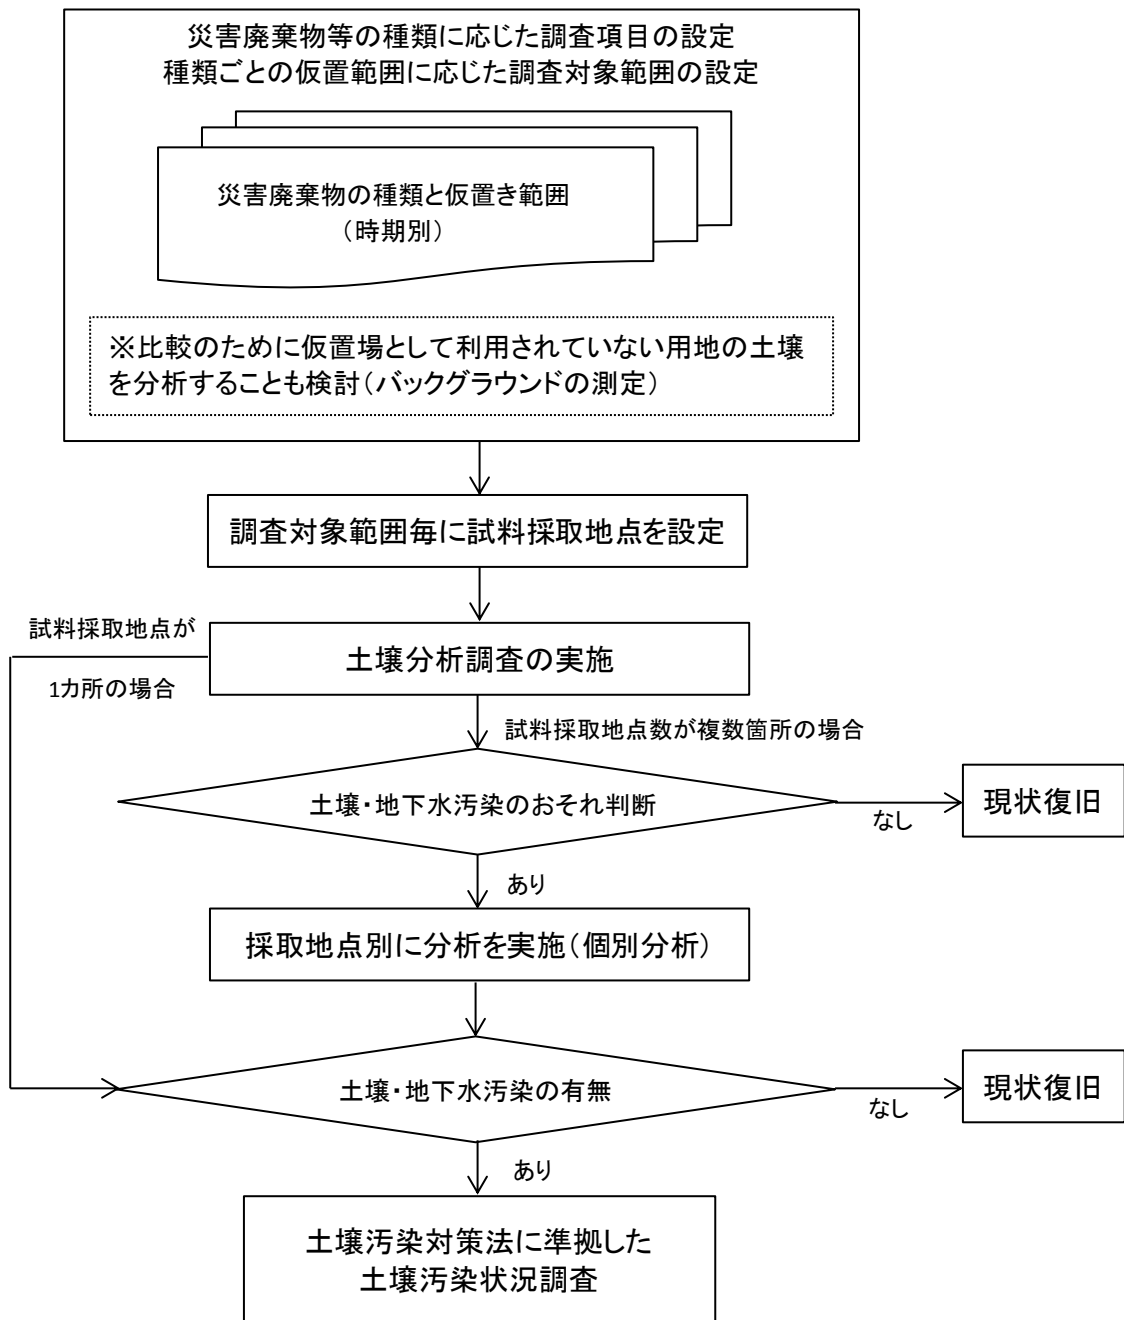 災害廃棄物等の種類に応じた調査項目の設定
種類ごとの仮置範囲に応じた調査対象範囲の設定
災害廃棄物の種類と仮置き範囲
（時期別）
※比較のために仮置場として利用されていない用地の土壌
を分析することも検討（バックグラウンドの測定）
調査対象範囲毎に試料採取地点を設定
試料採取地点が
1カ所の場合
土壌分析調査の実施
試料採取地点数が複数箇所の場合
土壌・地下水汚染のおそれ判断
なし
現状復旧
あり
採取地点別に分析を実施（個別分析）
土壌・地下水汚染の有無
なし
現状復旧
あり
土壌汚染対策法に準拠した
土壌汚染状況調査